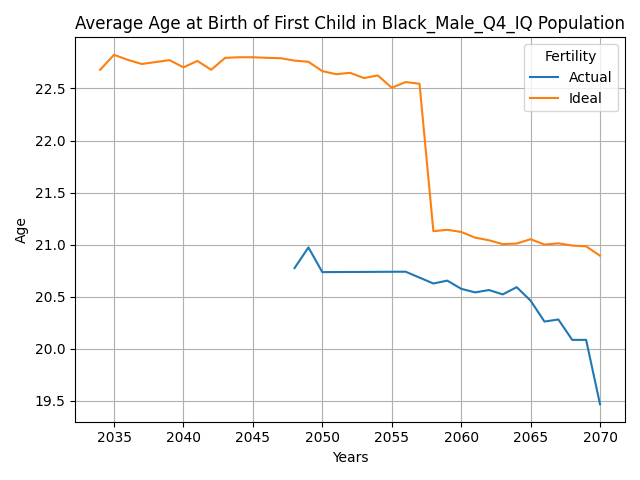 Average Age at Birth of First Child in Black_Male_Q4_IQ Population
Fertility
Actual
Ideal
22.5
22.0
21.5
21.0
20.5
20.0
19.5
Age
2035 2040 2045 2050 2055 2060 2065 2070
Years